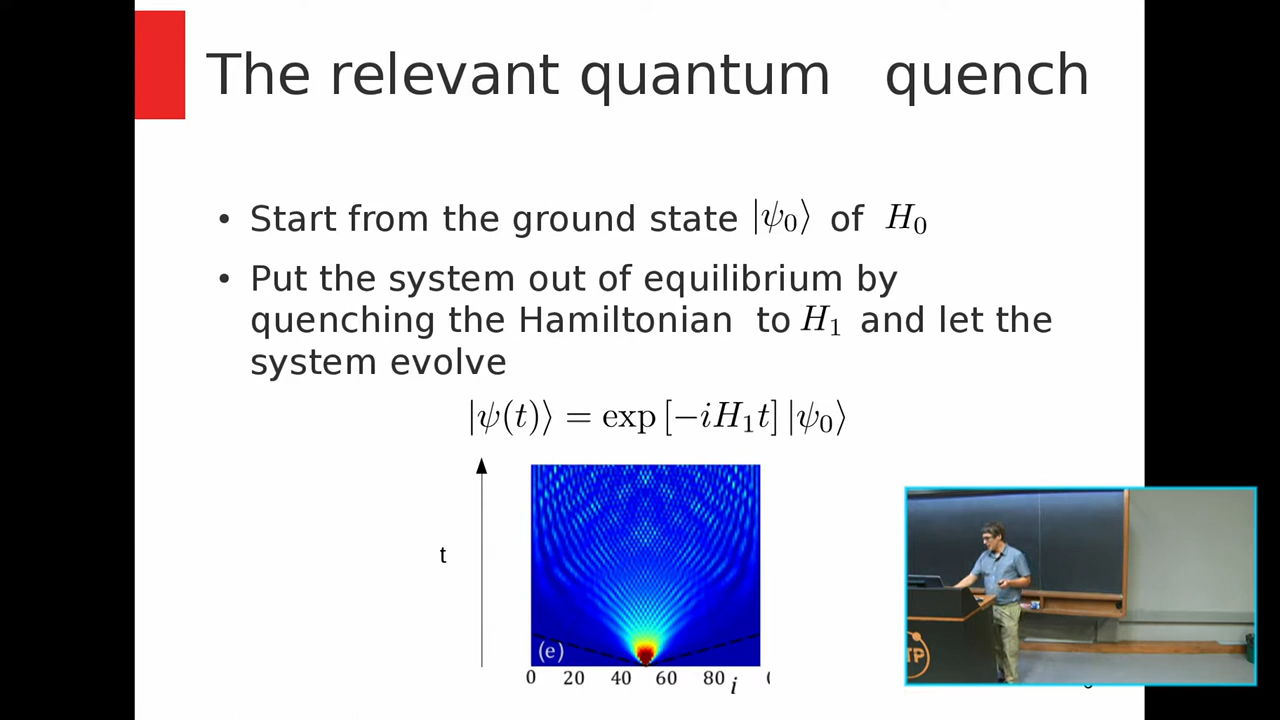 The relevant quantum quench
• Start from the ground state |ψ₀⟩ of H₀
• Put the system out of equilibrium by
quenching the Hamiltonian to H₁ and let the
system evolve
|ψ(t)⟩ = exp [−iH₁t] |ψ₀⟩
t
(e)
0 20 40 60 80 i
TP